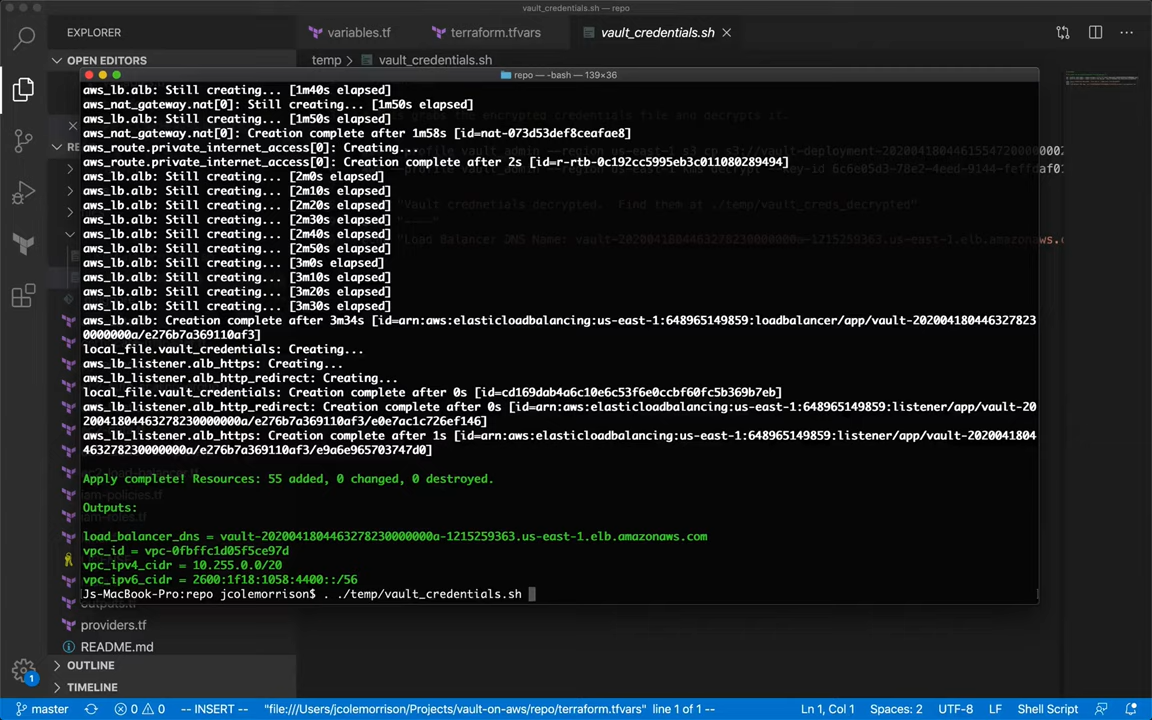 vault_credentials.sh — repo
EXPLORER
variables.tf
terraform.tfvars
vault_credentials.sh
OPEN EDITORS
temp > vault_credentials.sh
repo — -bash — 139×36
aws_lb.alb: Still creating... [1m40s elapsed]
aws_nat_gateway.nat[0]: Still creating... [1m50s elapsed]
aws_lb.alb: Still creating... [1m50s elapsed]
aws_nat_gateway.nat[0]: Creation complete after 1m58s [id=nat-073d53def8ceafae8]
aws_route.private_internet_access[0]: Creating...
aws_route.private_internet_access[0]: Creation complete after 2s [id=r-rtb-0c192cc5995eb3c011080289494]
aws_lb.alb: Still creating... [2m0s elapsed]
aws_lb.alb: Still creating... [2m10s elapsed]
aws_lb.alb: Still creating... [2m20s elapsed]
aws_lb.alb: Still creating... [2m30s elapsed]
aws_lb.alb: Still creating... [2m40s elapsed]
aws_lb.alb: Still creating... [2m50s elapsed]
aws_lb.alb: Still creating... [3m0s elapsed]
aws_lb.alb: Still creating... [3m10s elapsed]
aws_lb.alb: Still creating... [3m20s elapsed]
aws_lb.alb: Still creating... [3m30s elapsed]
aws_lb.alb: Creation complete after 3m34s [id=arn:aws:elasticloadbalancing:us-east-1:648965149859:loadbalancer/app/vault-202004180446327823
0000000a/e276b7a369110af3]
local_file.vault_credentials: Creating...
aws_lb_listener.alb_https: Creating...
aws_lb_listener.alb_http_redirect: Creating...
local_file.vault_credentials: Creation complete after 0s [id=cd169dab4a6c10e6c53f6e0ccbf60fc5b369b7eb]
aws_lb_listener.alb_http_redirect: Creation complete after 0s [id=arn:aws:elasticloadbalancing:us-east-1:648965149859:listener/app/vault-20
2004180446327823000000​0a/e276b7a369110af3/e0e7ac1c726ef146]
aws_lb_listener.alb_https: Creation complete after 1s [id=arn:aws:elasticloadbalancing:us-east-1:648965149859:listener/app/vault-2020041804
46327823​0000000a/e276b7a369110af3/e9a6e965703747d0]
Apply complete! Resources: 55 added, 0 changed, 0 destroyed.
Outputs:
load_balancer_dns = vault-2020041804463278230000000a-1215259363.us-east-1.elb.amazonaws.com
vpc_id = vpc-0fbffc1d05f5ce97d
vpc_ipv4_cidr = 10.255.0.0/20
vpc_ipv6_cidr = 2600:1f18:1058:4400::/56
Js-MacBook-Pro:repo jcolemorrison$ . ./temp/vault_credentials.sh
providers.tf
README.md
OUTLINE
TIMELINE
1
master
0
0
-- INSERT --
"file:///Users/jcolemorrison/Projects/vault-on-aws/repo/terraform.tfvars" line 1 of 1 --
Ln 1, Col 1
Spaces: 2
UTF-8
LF
Shell Script